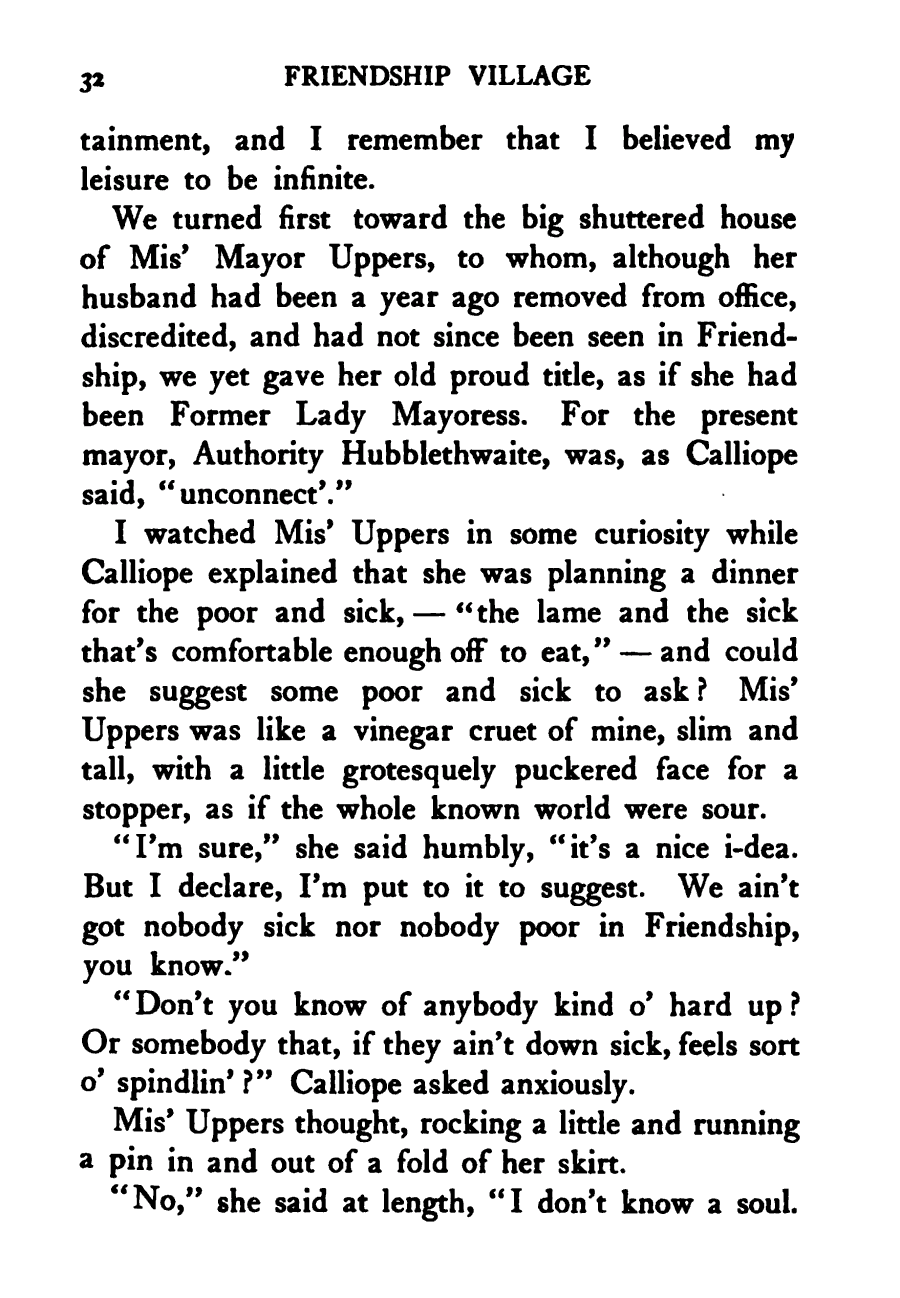 32 FRIENDSHIP VILLAGE
tainment, and I remember that I believed my
leisure to be infinite.
We turned first toward the big shuttered house
of Mis' Mayor Uppers, to whom, although her
husband had been a year ago removed from office,
discredited, and had not since been seen in Friend-
ship, we yet gave her old proud title, as if she had
been Former Lady Mayoress. For the present
mayor, Authority Hubblethwaite, was, as Calliope
said, "unconnect'."
I watched Mis' Uppers in some curiosity while
Calliope explained that she was planning a dinner
for the poor and sick, — "the lame and the sick
that's comfortable enough off to eat," — and could
she suggest some poor and sick to ask? Mis'
Uppers was like a vinegar cruet of mine, slim and
tall, with a little grotesquely puckered face for a
stopper, as if the whole known world were sour.
"I'm sure," she said humbly, "it's a nice i-dea.
But I declare, I'm put to it to suggest. We ain't
got nobody sick nor nobody poor in Friendship,
you know."
"Don't you know of anybody kind o' hard up?
Or somebody that, if they ain't down sick, feels sort
o' spindlin'?" Calliope asked anxiously.
Mis' Uppers thought, rocking a little and running
a pin in and out of a fold of her skirt.
"No," she said at length, "I don't know a soul.